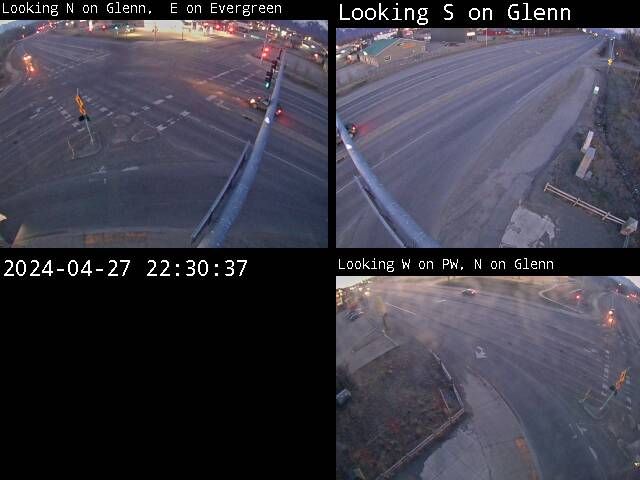 Looking N on Glenn,  E on Evergreen
Looking S on Glenn
2024-04-27 22:30:37
Looking W on PW, N on Glenn